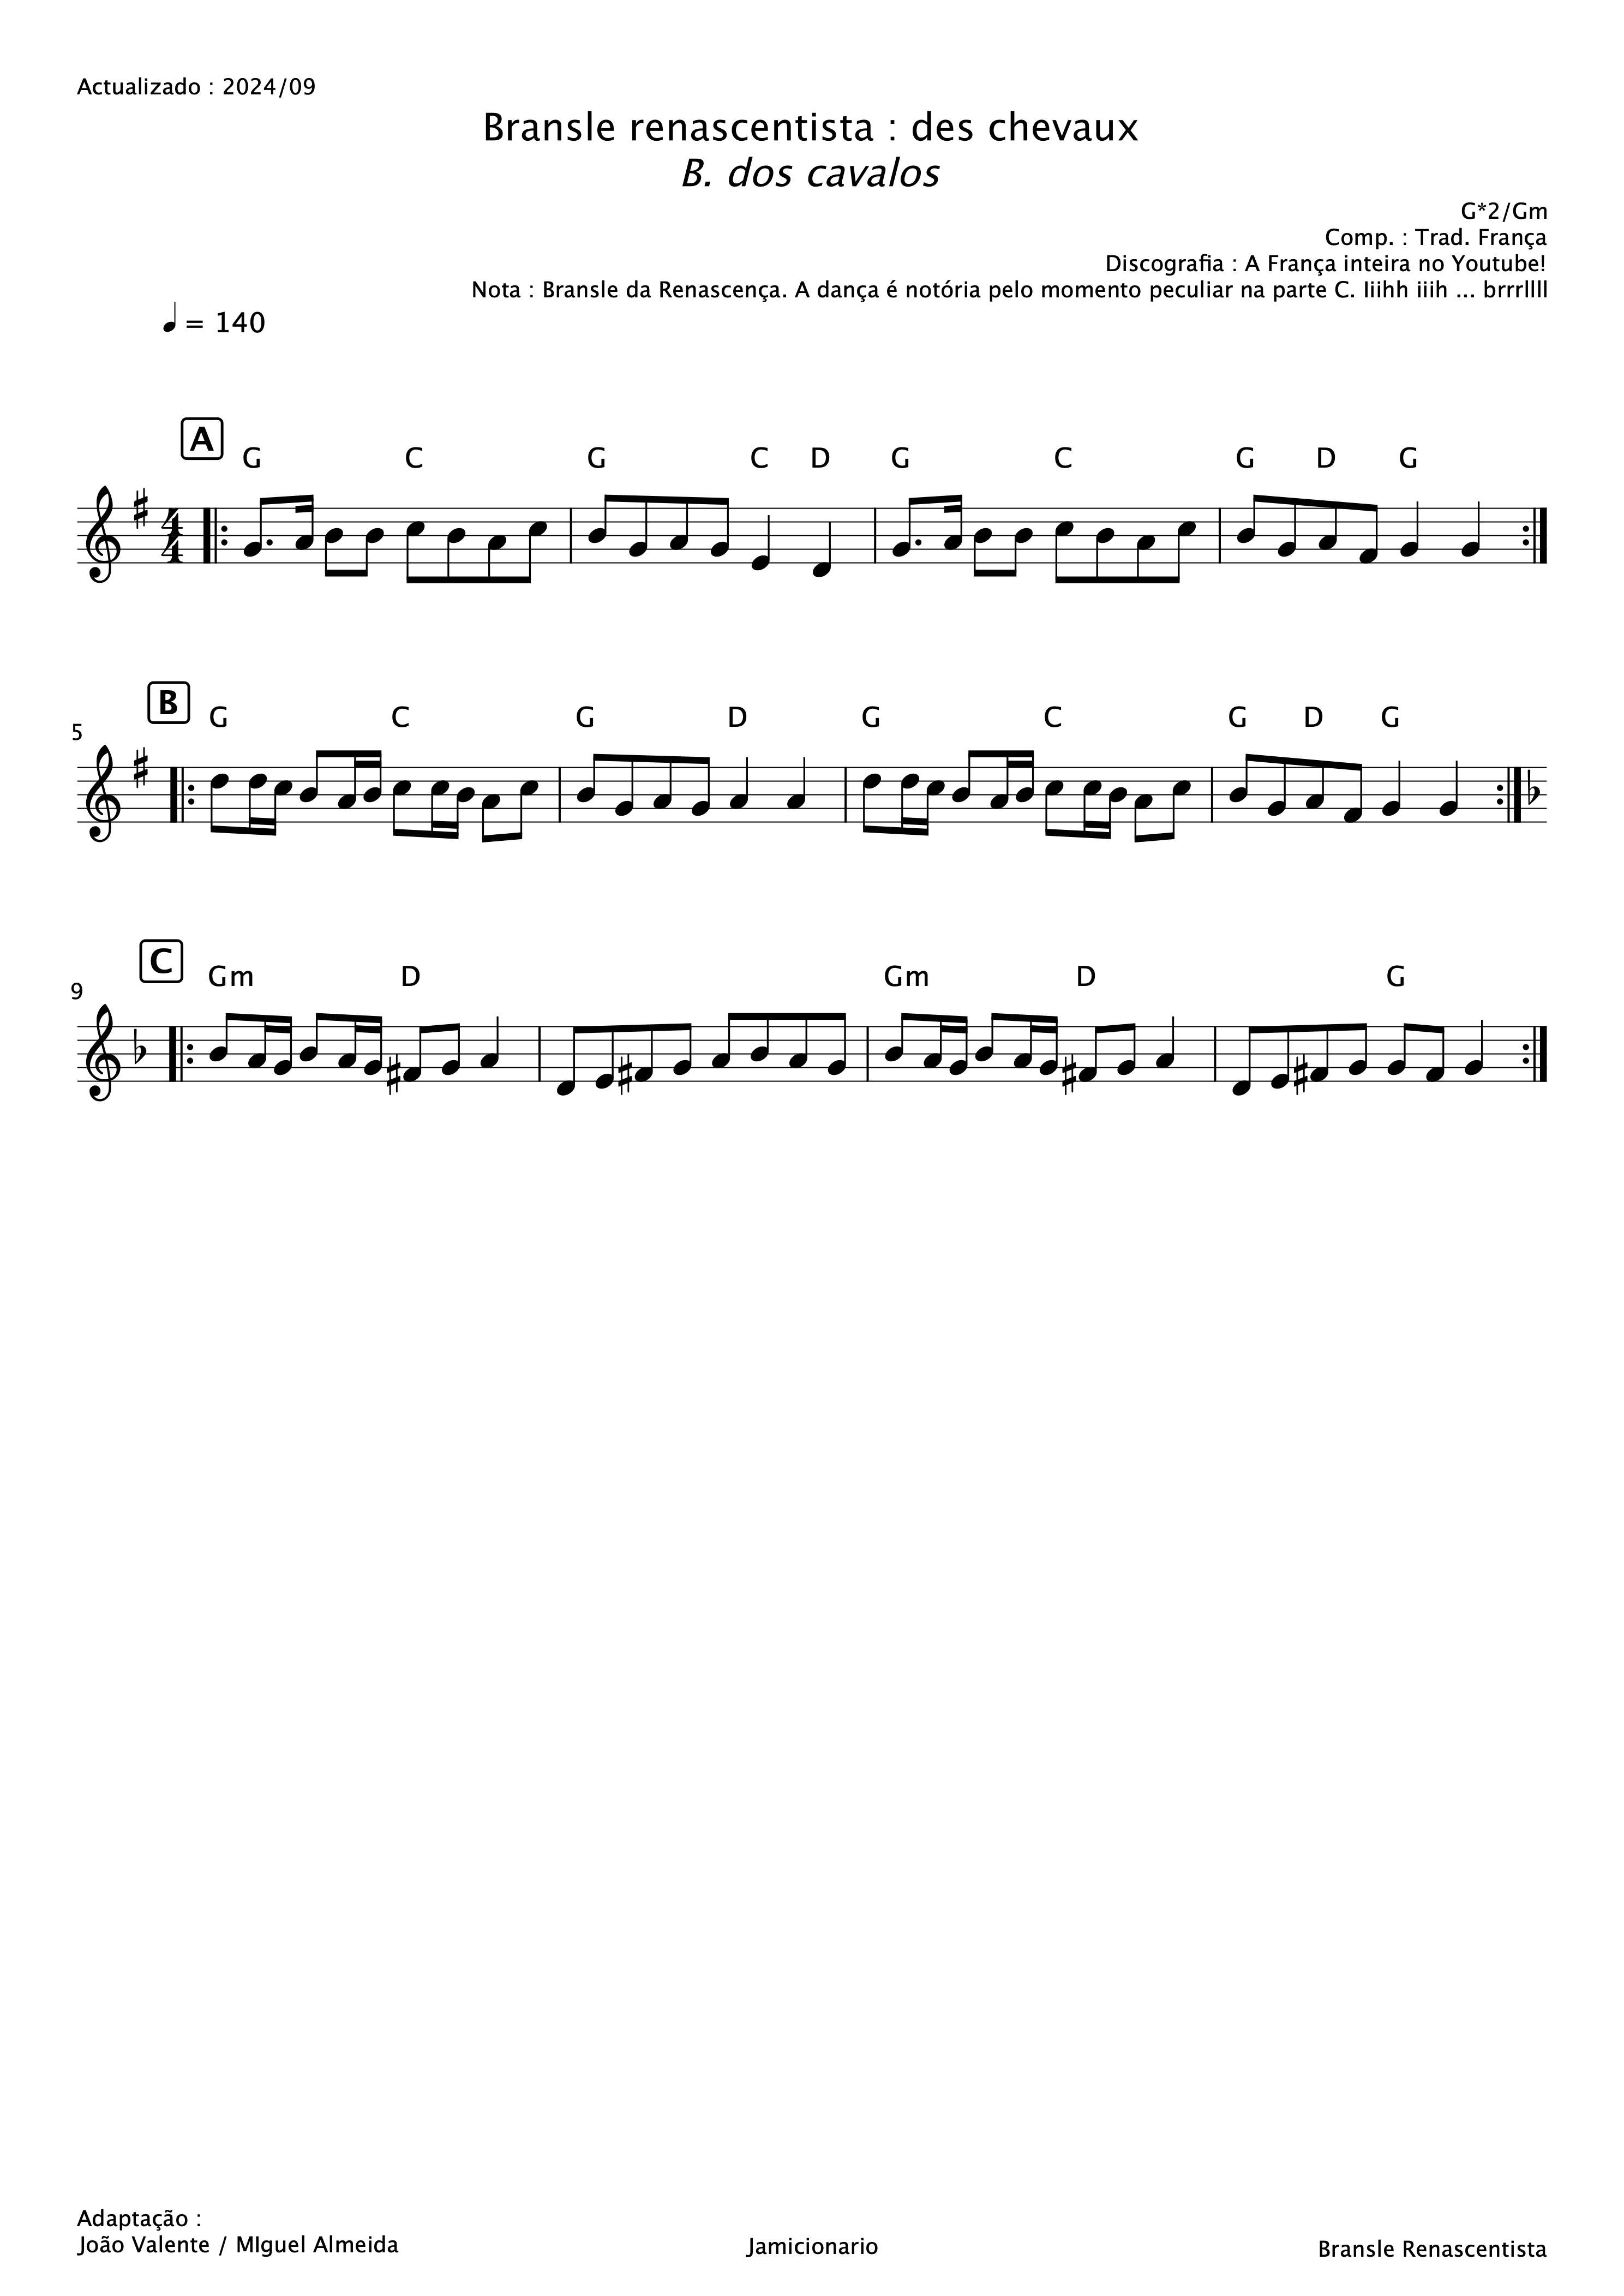 Actualizado : 2024/09
Bransle renascentista : des chevaux
B. dos cavalos
G*2/Gm
Comp. : Trad. França
Discografia : A França inteira no Youtube!
Nota : Bransle da Renascença. A dança é notória pelo momento peculiar na parte C. Iiihh iiih ... brrrllll
= 140
A
G C G C D G C G D G
4
4
B
G C G D G C G D G
5
C
Gm D Gm D G
9
Adaptação :
João Valente / MIguel Almeida
Jamicionario
Bransle Renascentista